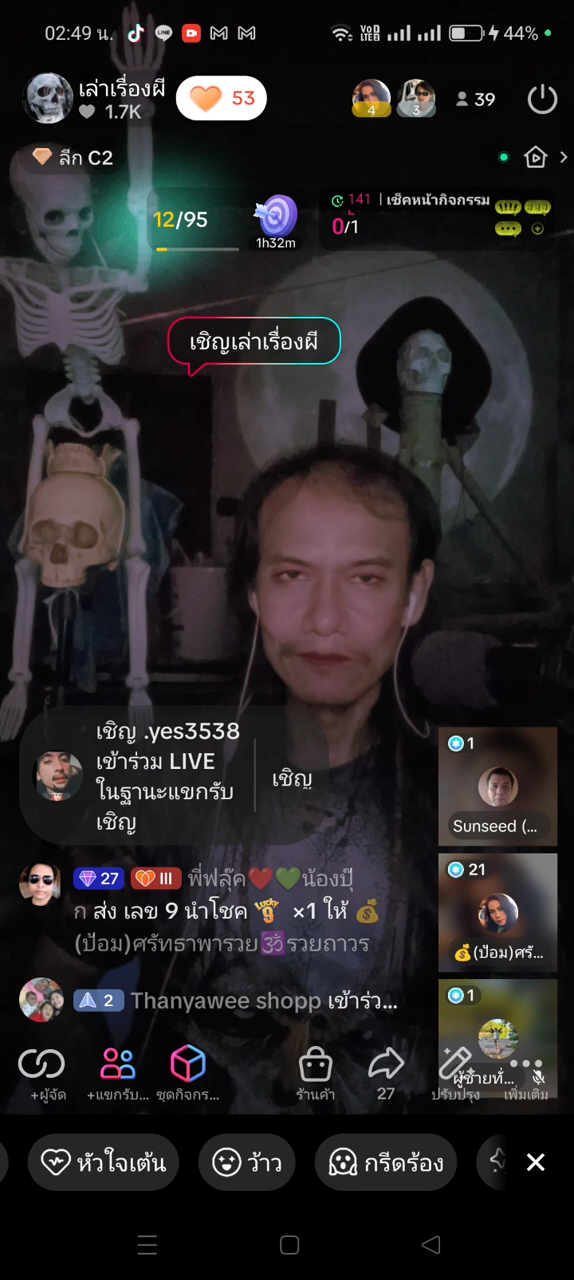 02:49 น.
VoD LTEB
44%
เล่าเรื่องผี
1.7K
53
4
3
39
ลีก C2
12/95
1h32m
141 | เช็คหน้ากิจกรรม
0/1
เชิญเล่าเรื่องผี
เชิญ .yes3538
เข้าร่วม LIVE
ในฐานะแขกรับ
เชิญ
เชิญ
1
Sunseed (...
27 III พี่ฟลุ๊ค❤️💚น้องปุ๊
ก ส่ง เลข 9 นำโชค ×1 ให้ 💰
(ป้อม)ศรัทธาพารวย🕉รวยถาวร
21
💰(ป้อม)ศรั...
2 Thanyawee shopp เข้าร่ว...
1
ผู้ชายที่...
+ผู้จัด
+แขกรับ...
ชุดกิจกร...
ร้านค้า
27
ปรับปรุง
เพิ่มเติม
หัวใจเต้น
ว้าว
กรีดร้อง